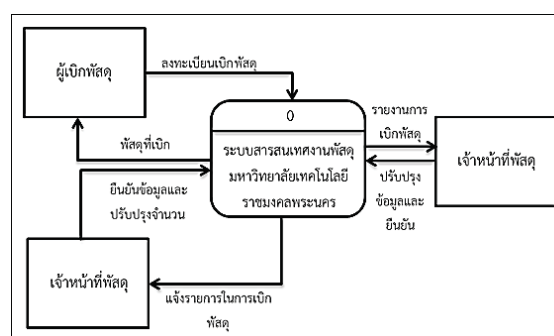 ผู้เบิกพัสดุ
ลงทะเบียนเบิกพัสดุ
0
ระบบสารสนเทศงานพัสดุ
มหาวิทยาลัยเทคโนโลยี
ราชมงคลพระนคร
รายงานการ
เบิกพัสดุ
เจ้าหน้าที่พัสดุ
ปรับปรุง
ข้อมูลและ
ยืนยัน
พัสดุที่เบิก
ยืนยันข้อมูลและ
ปรับปรุงจำนวน
เจ้าหน้าที่พัสดุ
แจ้งรายการในการเบิก
พัสดุ